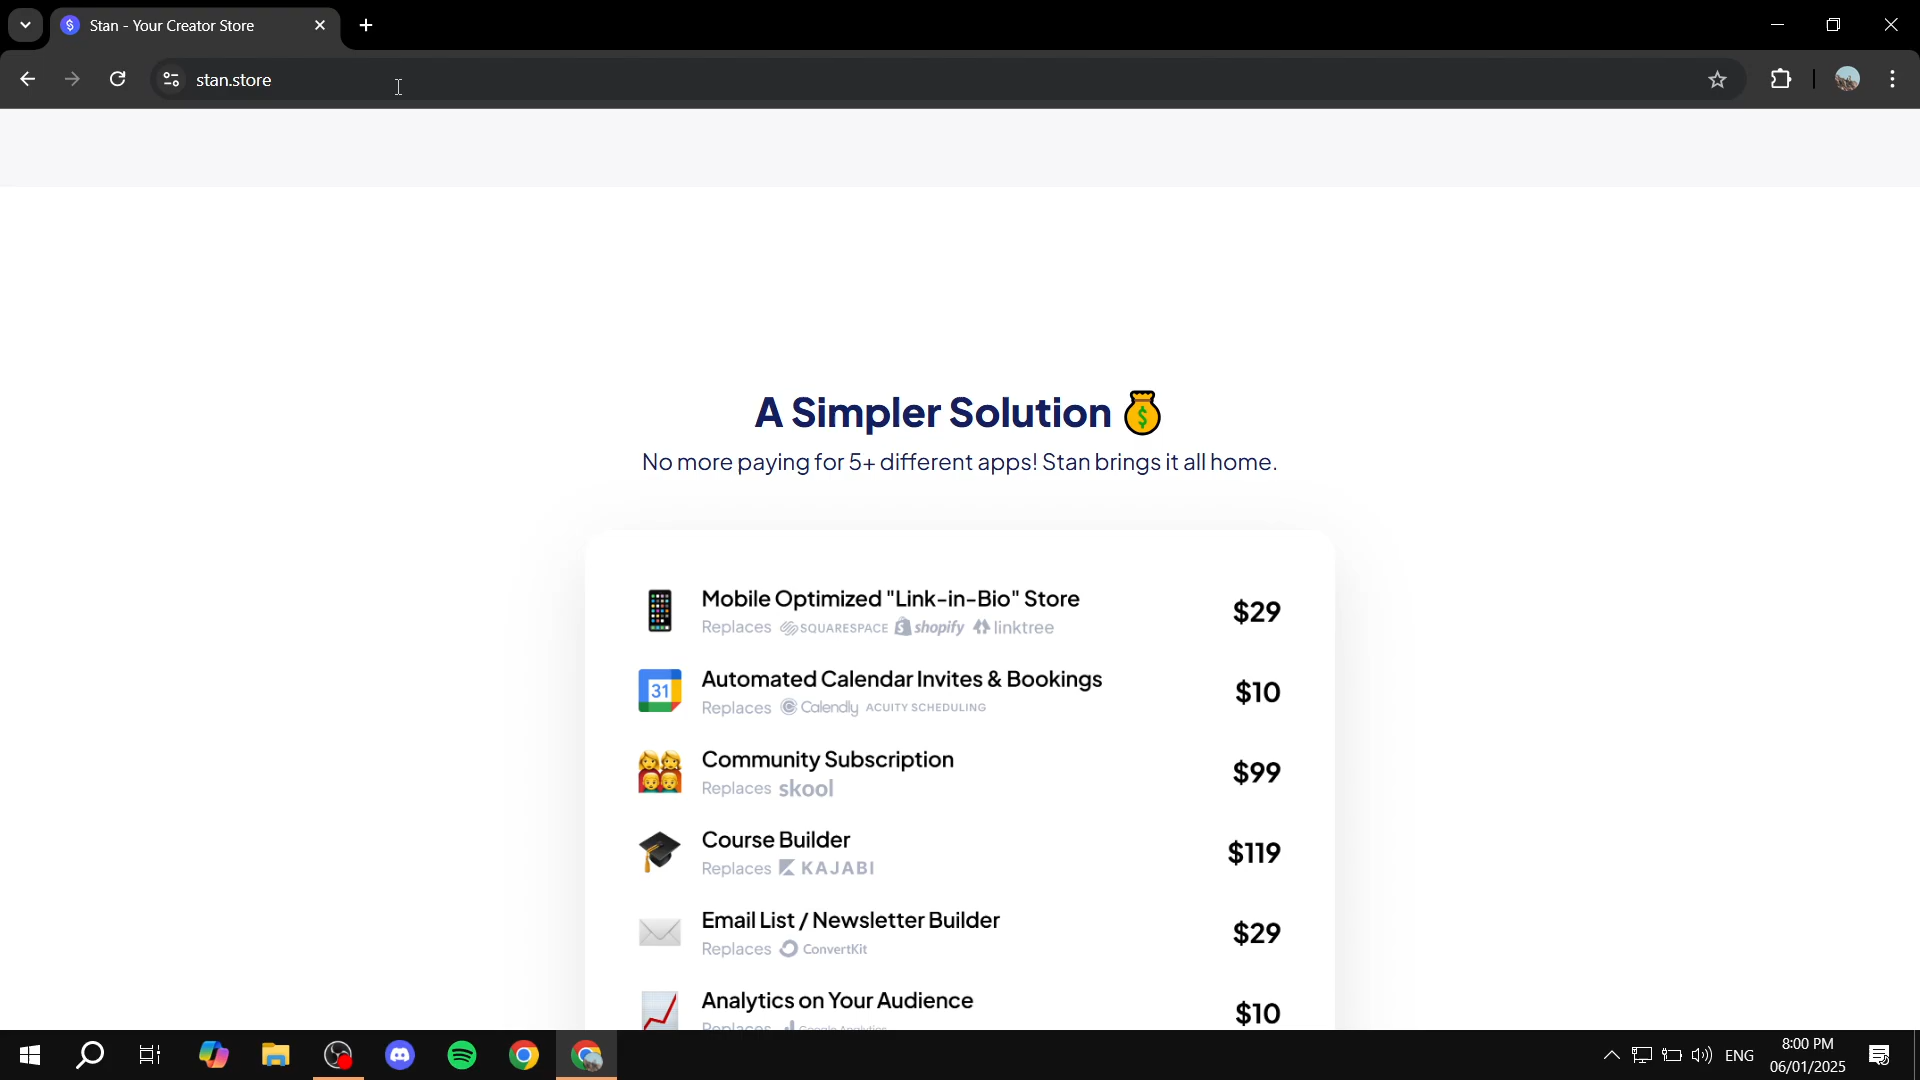 Stan - Your Creator Store
stan.store
A Simpler Solution
No more paying for 5+ different apps! Stan brings it all home.
Mobile Optimized "Link-in-Bio" Store
$29
Replaces SQUARESPACE shopify linktree
31
Automated Calendar Invites & Bookings
$10
Replaces Calendly ACUITY SCHEDULING
Community Subscription
$99
Replaces skool
Course Builder
$119
Replaces KAJABI
Email List / Newsletter Builder
$29
Replaces ConvertKit
Analytics on Your Audience
$10
Replaces Google Analytics
ENG
8:00 PM
06/01/2025